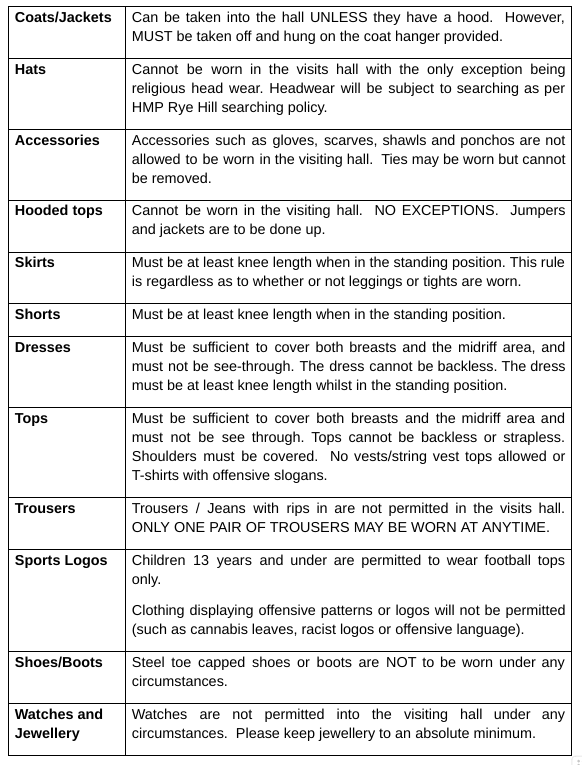 Coats/Jackets
Can be taken into the hall UNLESS they have a hood. However,
MUST be taken off and hung on the coat hanger provided.
Hats
Cannot be worn in the visits hall with the only exception being
religious head wear. Headwear will be subject to searching as per
HMP Rye Hill searching policy.
Accessories
Accessories such as gloves, scarves, shawls and ponchos are not
allowed to be worn in the visiting hall. Ties may be worn but cannot
be removed.
Hooded tops
Cannot be worn in the visiting hall. NO EXCEPTIONS. Jumpers
and jackets are to be done up.
Skirts
Must be at least knee length when in the standing position. This rule
is regardless as to whether or not leggings or tights are worn.
Shorts
Must be at least knee length when in the standing position.
Dresses
Must be sufficient to cover both breasts and the midriff area, and
must not be see-through. The dress cannot be backless. The dress
must be at least knee length whilst in the standing position.
Tops
Must be sufficient to cover both breasts and the midriff area and
must not be see through. Tops cannot be backless or strapless.
Shoulders must be covered. No vests/string vest tops allowed or
T-shirts with offensive slogans.
Trousers
Trousers / Jeans with rips in are not permitted in the visits hall.
ONLY ONE PAIR OF TROUSERS MAY BE WORN AT ANYTIME.
Sports Logos
Children 13 years and under are permitted to wear football tops
only.
Clothing displaying offensive patterns or logos will not be permitted
(such as cannabis leaves, racist logos or offensive language).
Shoes/Boots
Steel toe capped shoes or boots are NOT to be worn under any
circumstances.
Watches and
Jewellery
Watches are not permitted into the visiting hall under any
circumstances. Please keep jewellery to an absolute minimum.